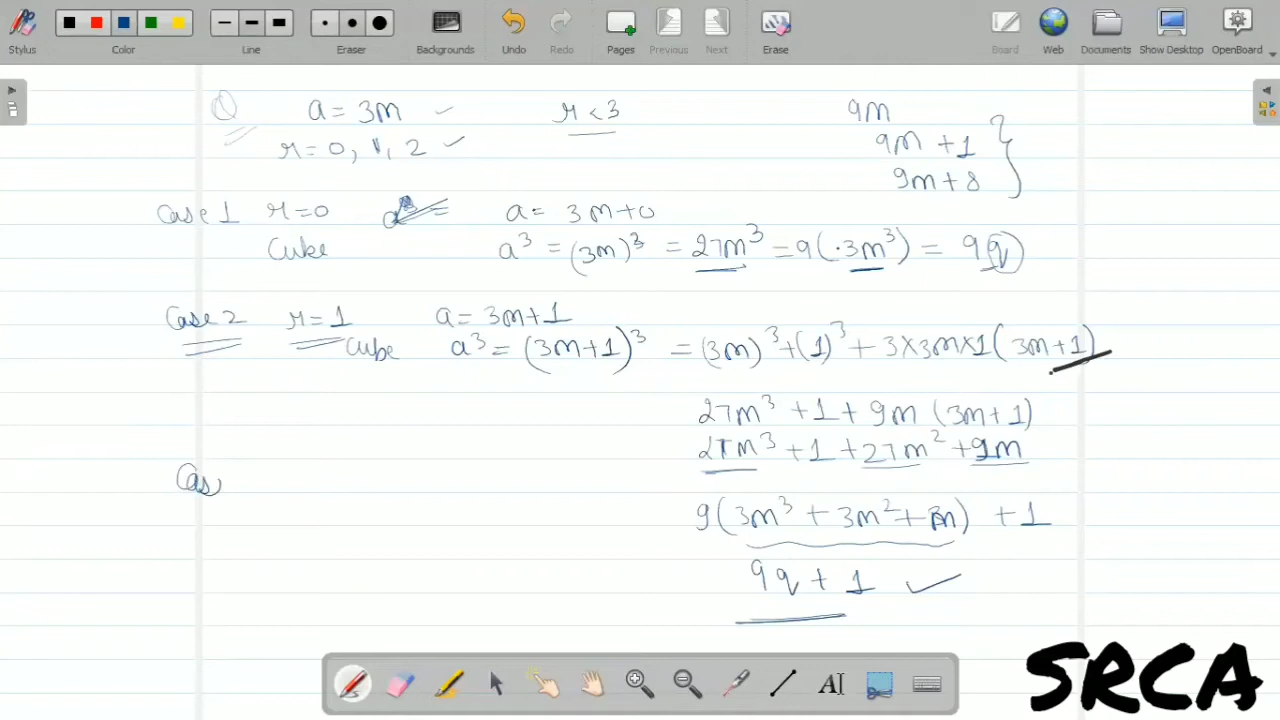 Stylus Color Line Eraser Backgrounds Undo Redo Pages Previous Next Erase Board Web Documents Show Desktop OpenBoard
Q a = 3m r < 3 9m
r = 0, 1, 2 9m + 1
9m + 8
Case 1 r = 0 a = 3m + 0
Cube a³ = (3m)³ = 27m³ = 9(·3m³) = 9q
Case 2 r = 1 a = 3m + 1
Cube a³ = (3m+1)³ = (3m)³ + (1)³ + 3×3m×1(3m+1)
27m³ + 1 + 9m (3m+1)
27m³ + 1 + 27m² + 9m
Cas
9(3m³ + 3m² + m) + 1
9q + 1
AI
SRCA